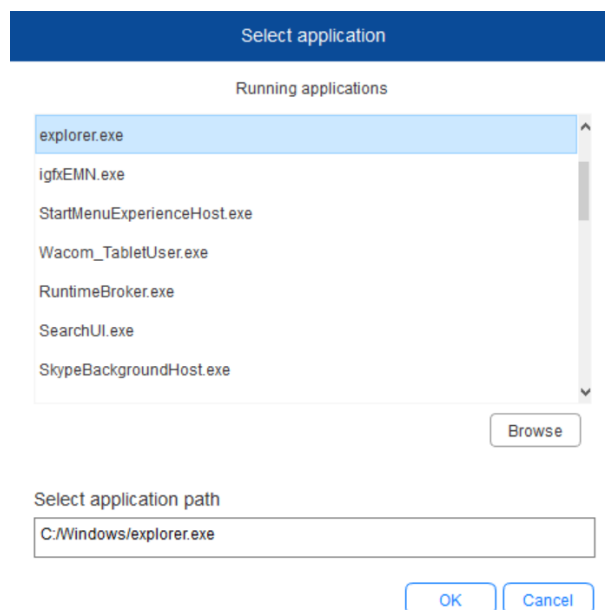 Select application
Running applications
explorer.exe
igfxEMN.exe
StartMenuExperienceHost.exe
Wacom_TabletUser.exe
RuntimeBroker.exe
SearchUI.exe
SkypeBackgroundHost.exe
Browse
Select application path
C:/Windows/explorer.exe
OK Cancel